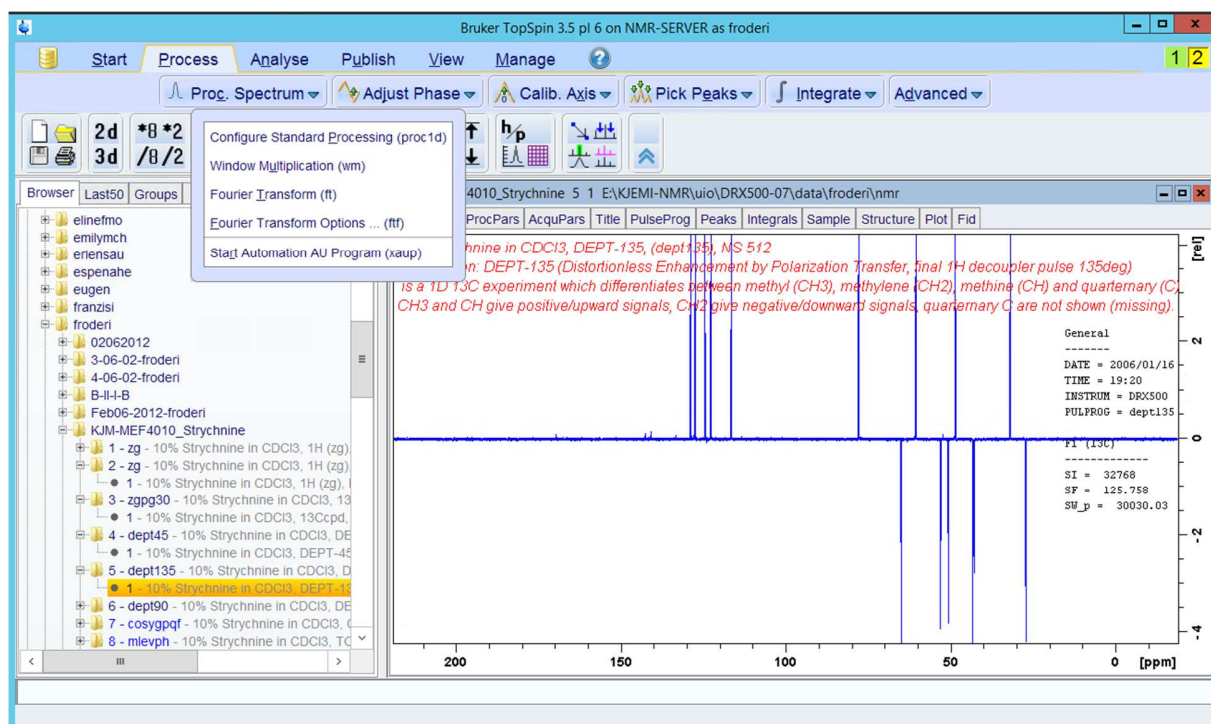 Bruker TopSpin 3.5 pl 6 on NMR-SERVER as froderi
Start Process Analyse Publish View Manage ? 1 2
Proc. Spectrum Adjust Phase Calib. Axis Pick Peaks Integrate Advanced
2d *8 *2 h/p
3d /8 /2
Configure Standard Processing (proc1d)
Window Multiplication (wm)
Fourier Transform (ft)
Fourier Transform Options ... (ftf)
Start Automation AU Program (xaup)
Browser Last50 Groups
4010_Strychnine 5 1 E:\KJEMI-NMR\uio\DRX500-07\data\froderi\nmr
ProcPars AcquPars Title PulseProg Peaks Integrals Sample Structure Plot Fid
elinefmo
emilymch
erlensau
espenahe
eugen
franzisi
froderi
02062012
3-06-02-froderi
4-06-02-froderi
B-II-I-B
Feb06-2012-froderi
KJM-MEF4010_Strychnine
1 - zg - 10% Strychnine in CDCl3, 1H (zg),
2 - zg - 10% Strychnine in CDCl3, 1H (zg),
1 - 10% Strychnine in CDCl3, 1H (zg),
3 - zgpg30 - 10% Strychnine in CDCl3, 13
1 - 10% Strychnine in CDCl3, 13Ccpd,
4 - dept45 - 10% Strychnine in CDCl3, DE
1 - 10% Strychnine in CDCl3, DEPT-45
5 - dept135 - 10% Strychnine in CDCl3, D
1 - 10% Strychnine in CDCl3, DEPT-13
6 - dept90 - 10% Strychnine in CDCl3, DE
7 - cosygpqf - 10% Strychnine in CDCl3,
8 - mlevph - 10% Strychnine in CDCl3, TO
hnine in CDCl3, DEPT-135, (dept135), NS 512
on: DEPT-135 (Distortionless Enhancement by Polarization Transfer, final 1H decoupler pulse 135deg)
is a 1D 13C experiment which differentiates between methyl (CH3), methylene (CH2), methine (CH) and quarternary (C)
CH3 and CH give positive/upward signals, CH2 give negative/downward signals, quarternary C are not shown (missing).
General
-------
DATE = 2006/01/16
TIME = 19:20
INSTRUM = DRX500
PULPROG = dept135
F1 (13C)
-------------
SI = 32768
SF = 125.758
SW_p = 30030.03
[rel]
2
0
-2
-4
200 150 100 50 0 [ppm]